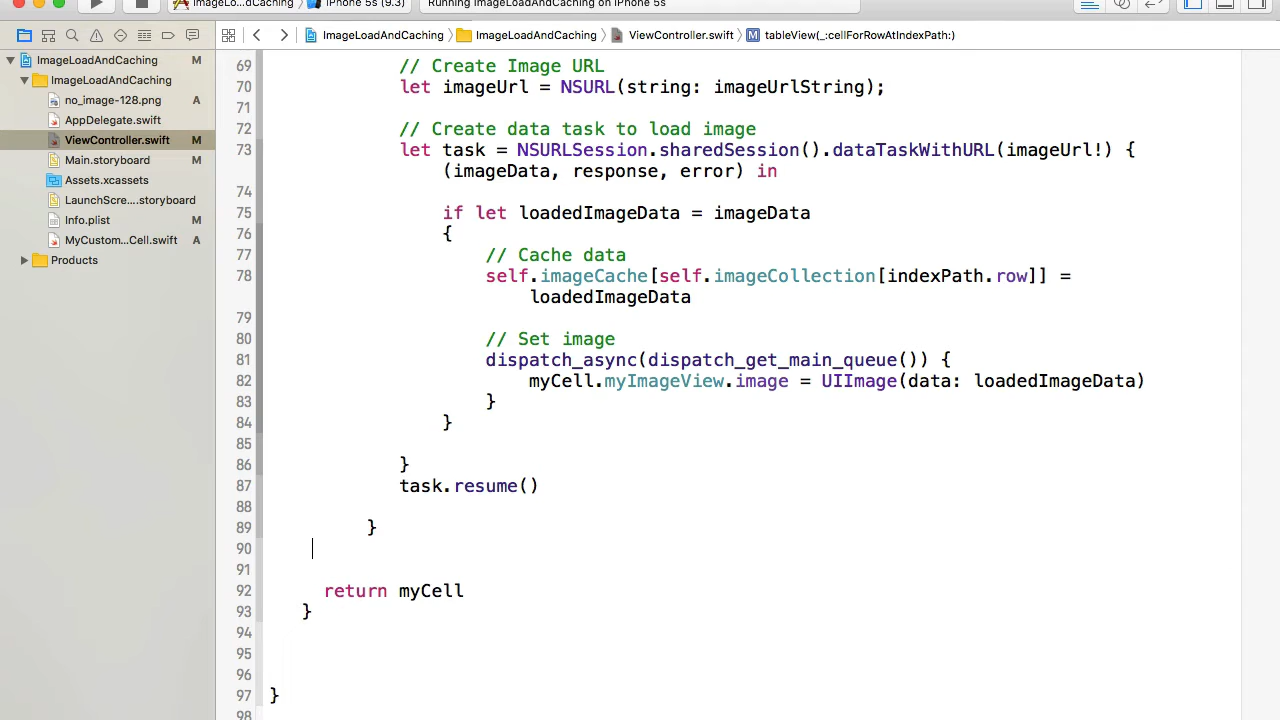 ImageLo...dCaching
iPhone 5s (9.3)
Running ImageLoadAndCaching on iPhone 5s
ImageLoadAndCaching
ImageLoadAndCaching
ViewController.swift
tableView(_:cellForRowAtIndexPath:)
ImageLoadAndCaching M
ImageLoadAndCaching
no_image-128.png A
AppDelegate.swift
ViewController.swift M
Main.storyboard M
Assets.xcassets
LaunchScre....storyboard
Info.plist M
MyCustom...Cell.swift A
Products
69 // Create Image URL
70 let imageUrl = NSURL(string: imageUrlString);
71
72 // Create data task to load image
73 let task = NSURLSession.sharedSession().dataTaskWithURL(imageUrl!) {
(imageData, response, error) in
74
75 if let loadedImageData = imageData
76 {
77 // Cache data
78 self.imageCache[self.imageCollection[indexPath.row]] =
loadedImageData
79
80 // Set image
81 dispatch_async(dispatch_get_main_queue()) {
82 myCell.myImageView.image = UIImage(data: loadedImageData)
83 }
84 }
85
86 }
87 task.resume()
88
89 }
90
91
92 return myCell
93 }
94
95
96
97 }
98